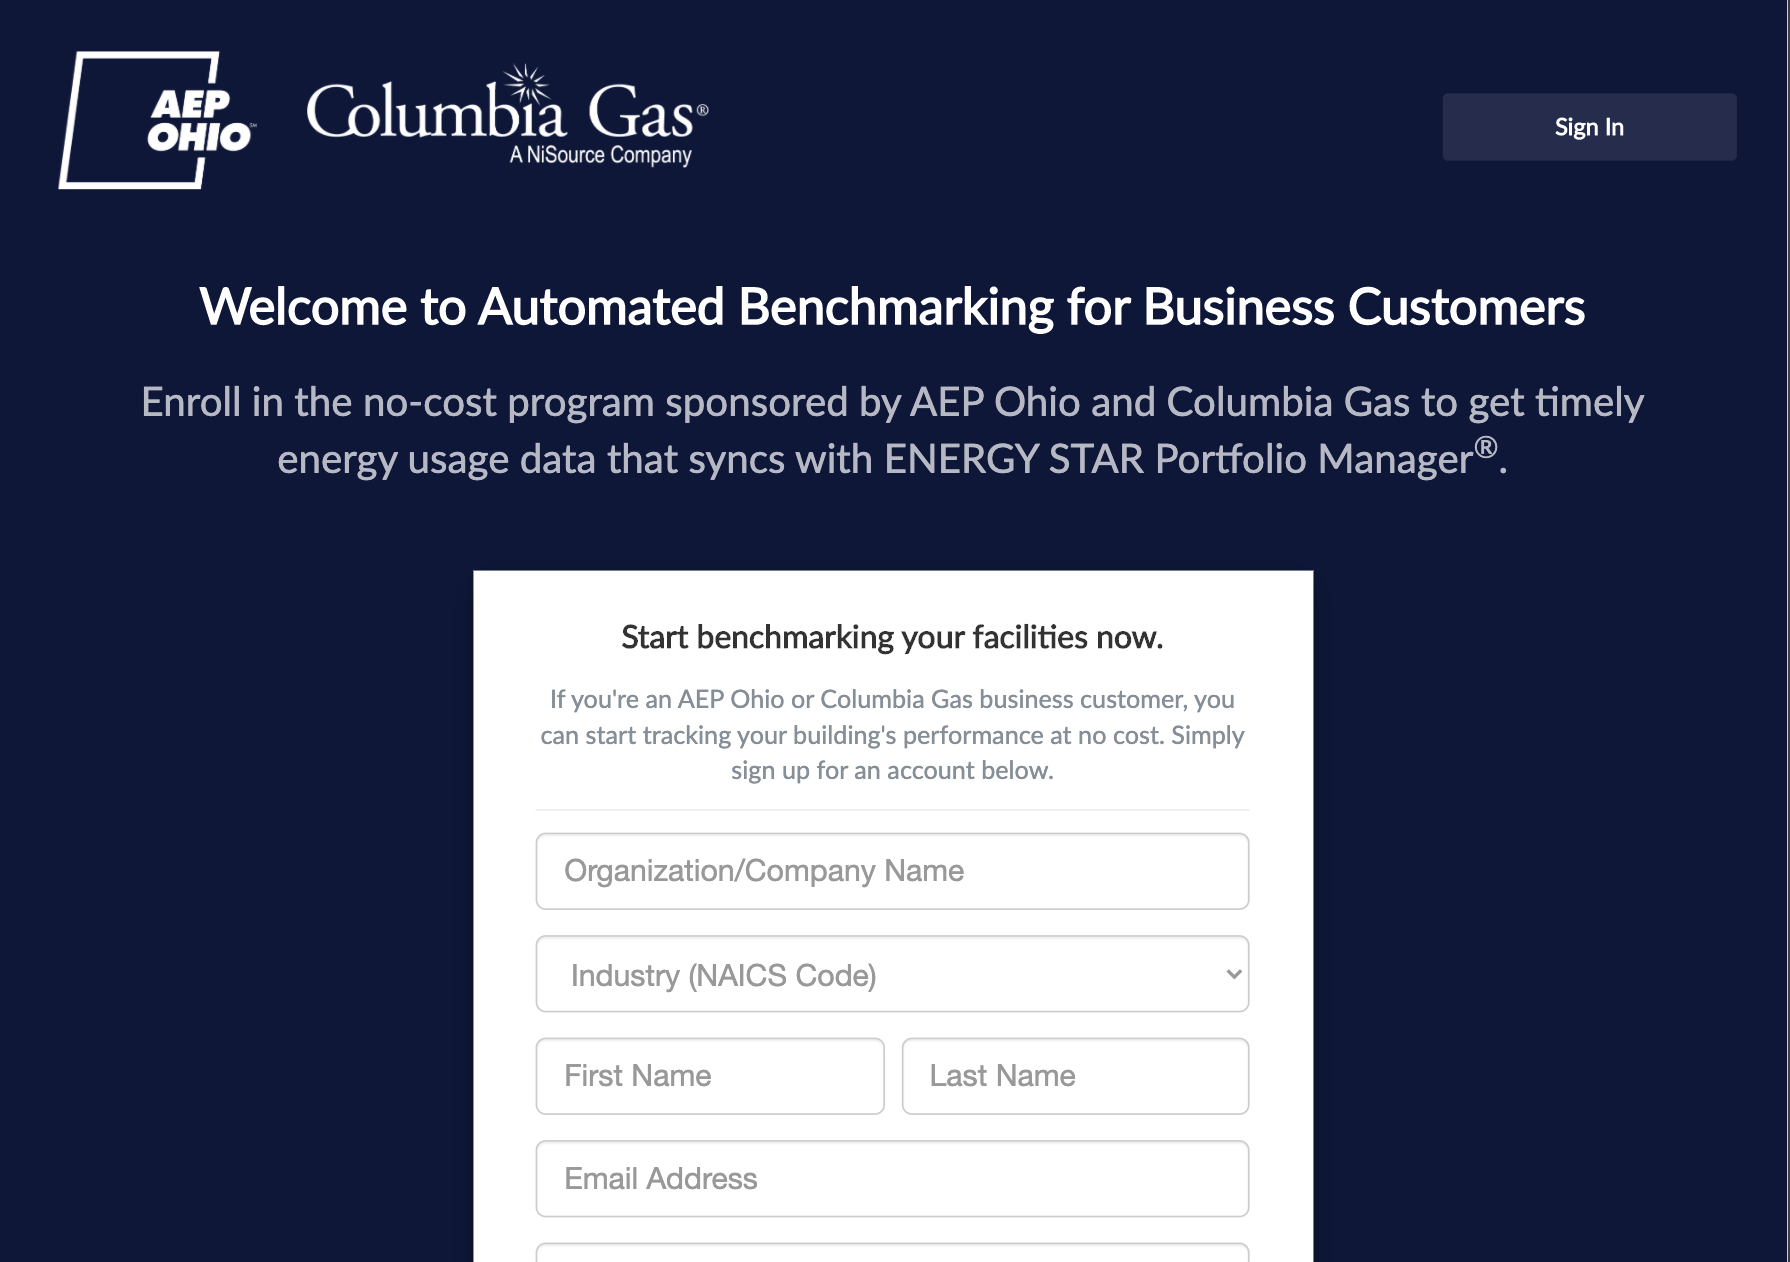 AEP
OHIO℠
Columbia Gas®
A NiSource Company
Sign In
Welcome to Automated Benchmarking for Business Customers
Enroll in the no-cost program sponsored by AEP Ohio and Columbia Gas to get timely
energy usage data that syncs with ENERGY STAR Portfolio Manager®.
Start benchmarking your facilities now.
If you're an AEP Ohio or Columbia Gas business customer, you
can start tracking your building's performance at no cost. Simply
sign up for an account below.
Organization/Company Name
Industry (NAICS Code)
First Name
Last Name
Email Address